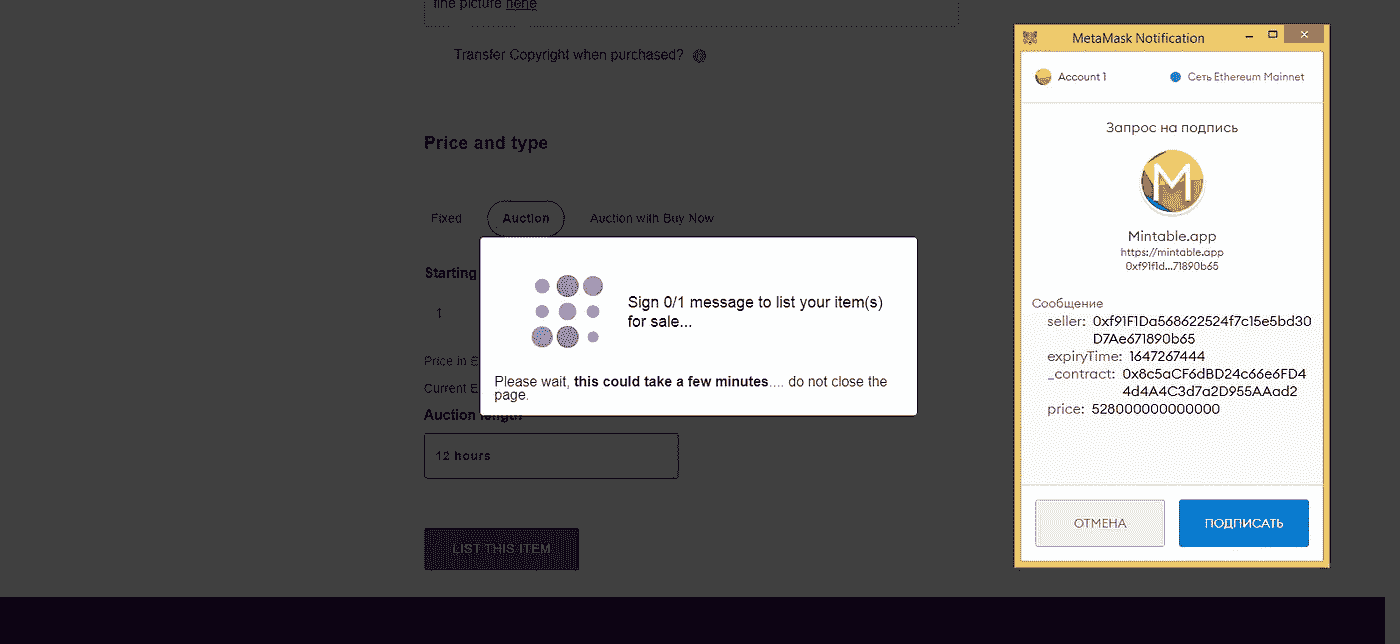 fine picture here
Transfer Copyright when purchased?
Price and type
Fixed
Auction
Auction with Buy Now
Starting
1
Price in
Current E
Auction length
12 hours
LIST THIS ITEM
Sign 0/1 message to list your item(s)
for sale...
Please wait, this could take a few minutes.... do not close the
page.
MetaMask Notification
Account 1
Сеть Ethereum Mainnet
Запрос на подпись
M
Mintable.app
https://mintable.app
0xf91f1d...71890b65
Сообщение
seller: 0xf91F1Da568622524f7c15e5bd30
D7Ae671890b65
expiryTime: 1647267444
_contract: 0x8c5aCF6dBD24c66e6FD4
4d4A4C3d7a2D955AAad2
price: 528000000000000
ОТМЕНА
ПОДПИСАТЬ